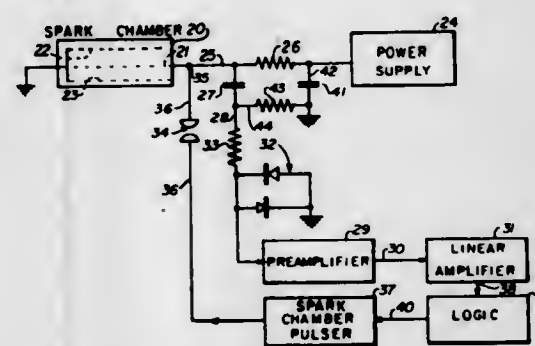 SPARK CHAMBER 20
24
22
21
25
26
POWER
SUPPLY
23
35
42
27
43
41
36
28
44
34
33
32
36
29
31
PREAMPLIFIER
30
LINEAR
AMPLIFIER
37
38
SPARK
CHAMBER
PULSER
40
LOGIC